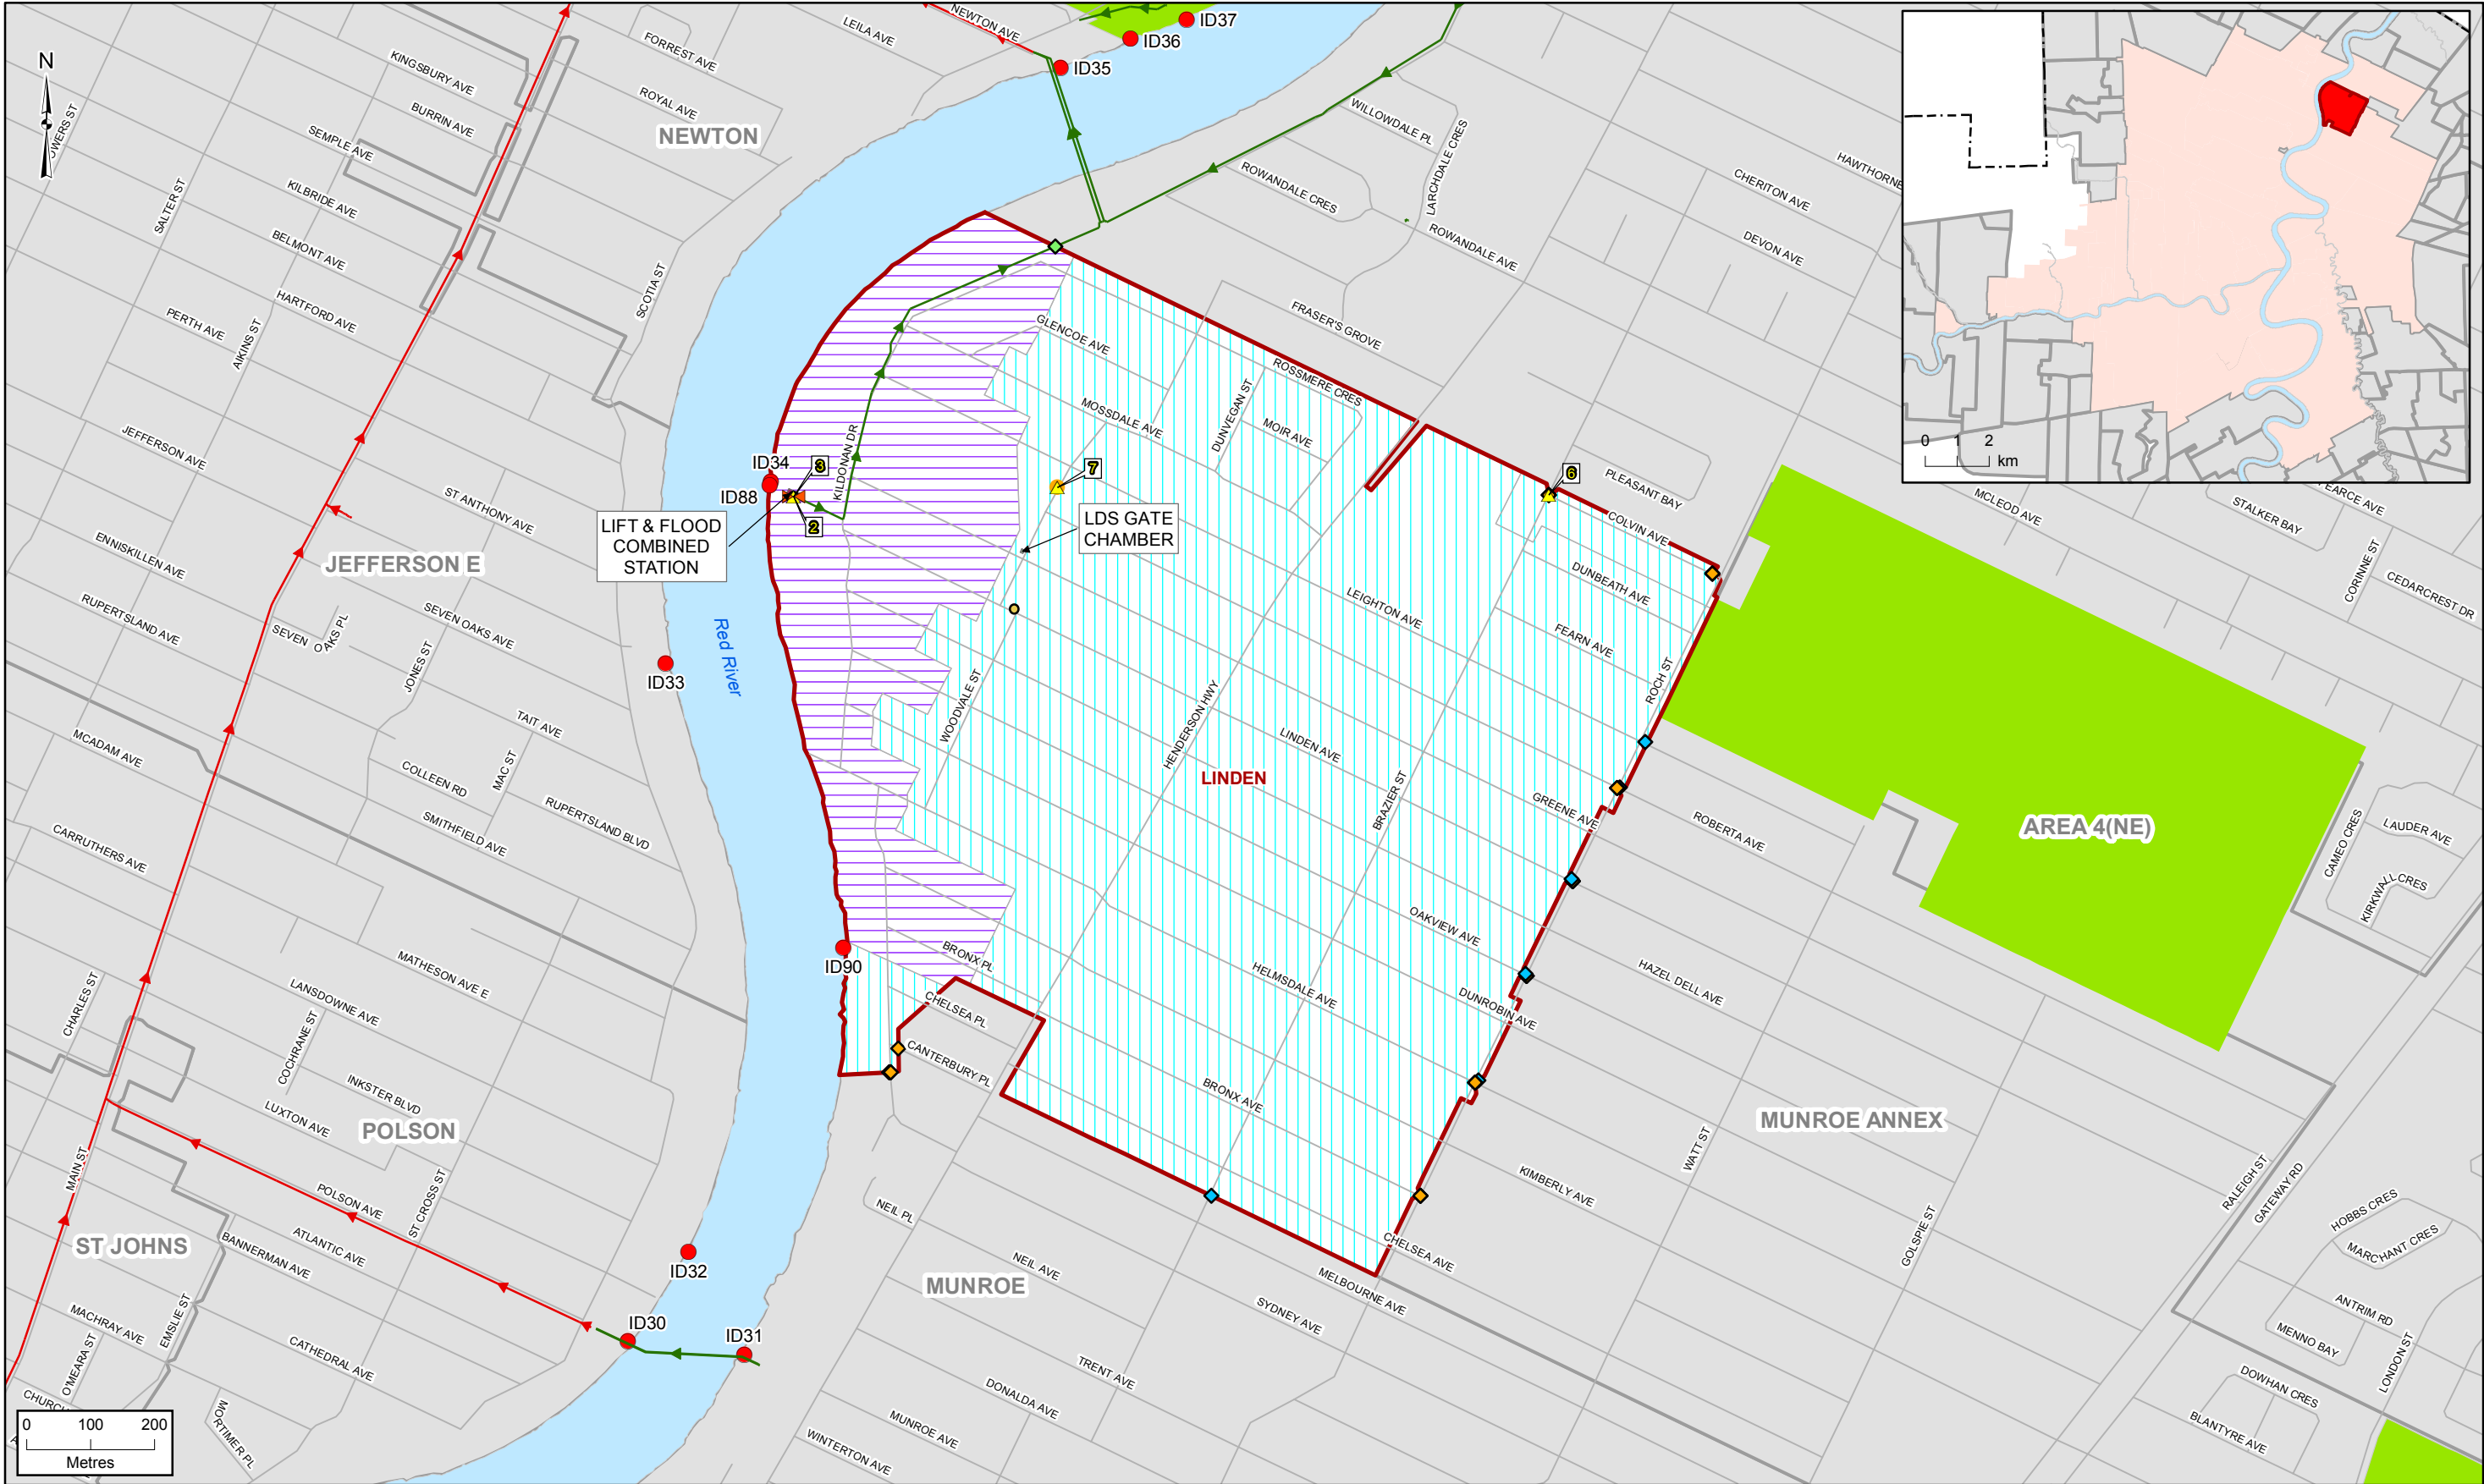 N
NEWTON AVE
LEILA AVE
FORREST AVE
KINGSBURY AVE
ROYAL AVE
BURRIN AVE
NEWTON
SEMPLE AVE
SALTER ST
KILBRIDE AVE
BELMONT AVE
HARTFORD AVE
PERTH AVE
AIKINS ST
SCOTIA ST
ID37
ID36
ID35
WILLOWDALE PL
LARCHDALE CRES
ROWANDALE CRES
ROWANDALE AVE
CHERITON AVE
DEVON AVE
FRASER'S GROVE
0 1 2
km
GLENCOE AVE
ROSSMERE CRES
MOSSDALE AVE
DUNVEGAN ST
MOIR AVE
KILDONAN DR
ID34
ID88
3
2
7
6
LIFT & FLOOD
COMBINED
STATION
LDS GATE
CHAMBER
PLEASANT BAY
COLVIN AVE
MCLEOD AVE
STALKER BAY
CORINNE ST
CEDARCREST DR
JEFFERSON AVE
ST ANTHONY AVE
JEFFERSON E
ENNISKILLEN AVE
RUPERTSLAND AVE
SEVEN OAKS PL
SEVEN OAKS AVE
JONES ST
DUNBEATH AVE
LEIGHTON AVE
FEARN AVE
ROCH ST
Red River
ID33
WOODVALE ST
HENDERSON HWY
LINDEN AVE
LINDEN
BRAZIER ST
GREENE AVE
ROBERTA AVE
AREA 4(NE)
CAMEO CRES
LAUDER AVE
KIRKWALL CRES
TAIT AVE
MCADAM AVE
COLLEEN RD
MAC ST
RUPERTSLAND BLVD
SMITHFIELD AVE
CARRUTHERS AVE
MATHESON AVE E
CHARLES ST
LANSDOWNE AVE
COCHRANE ST
INKSTER BLVD
LUXTON AVE
POLSON
ID90
BRONX PL
CHELSEA PL
CANTERBURY PL
OAKVIEW AVE
HELMSDALE AVE
DUNROBIN AVE
HAZEL DELL AVE
BRONX AVE
MUNROE ANNEX
WATT ST
KIMBERLY AVE
GOLSPIE ST
RALEIGH ST
GATEWAY RD
HOBBS CRES
MARCHANT CRES
ANTRIM RD
MENNO BAY
LONDON ST
DOWHAN CRES
BLANTYRE AVE
MAIN ST
POLSON AVE
ST CROSS ST
ST JOHNS
ATLANTIC AVE
BANNERMAN AVE
MACHRAY AVE
EMSLIE ST
O'MEARA ST
CATHEDRAL AVE
ID32
ID30
ID31
NEIL PL
NEIL AVE
MUNROE
CHELSEA AVE
MELBOURNE AVE
SYDNEY AVE
TRENT AVE
DONALDA AVE
MUNROE AVE
WINTERTON AVE
0 100 200
Metres